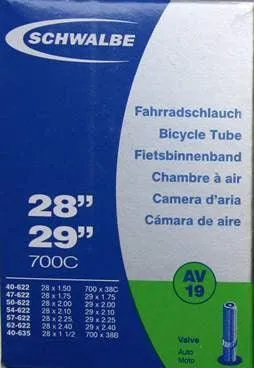 SCHWALBE
Fahrradschlauch
Bicycle Tube
Fietsbinnenband
Chambre à air
Camera d'aria
Cámara de aire
28"
29"
700C
40-622 28 x 1.50 700 x 38C
47-622 28 x 1.75 29 x 1.75
50-622 28 x 2.00 29 x 2.00
54-622 28 x 2.10 29 x 2.10
57-622 28 x 2.25 29 x 2.25
62-622 28 x 2.40 29 x 2.40
40-635 28 x 1 1/2 700 x 38B
AV
19
Valve
Auto
Moto